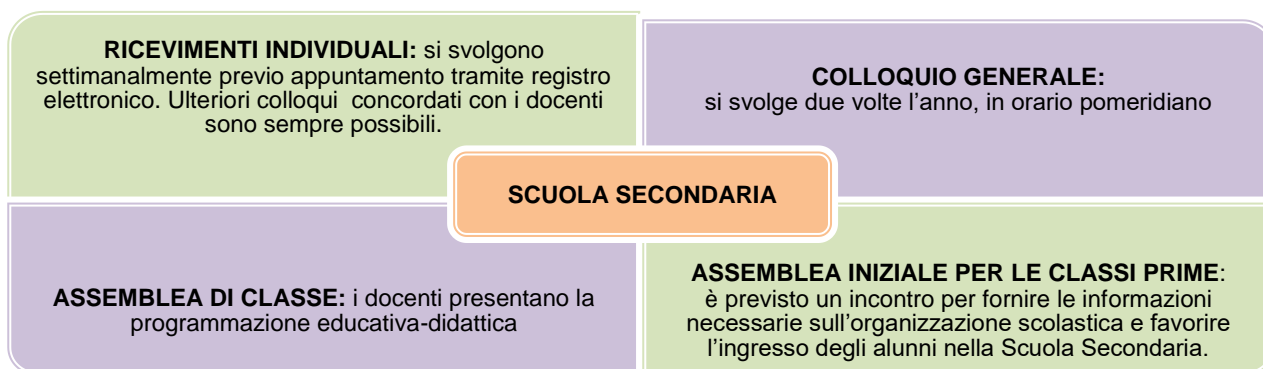 RICEVIMENTI INDIVIDUALI: si svolgono
settimanalmente previo appuntamento tramite registro
elettronico. Ulteriori colloqui  concordati con i docenti
sono sempre possibili.
COLLOQUIO GENERALE:
si svolge due volte l’anno, in orario pomeridiano
SCUOLA SECONDARIA
ASSEMBLEA DI CLASSE: i docenti presentano la
programmazione educativa-didattica
ASSEMBLEA INIZIALE PER LE CLASSI PRIME:
è previsto un incontro per fornire le informazioni
necessarie sull’organizzazione scolastica e favorire
l’ingresso degli alunni nella Scuola Secondaria.